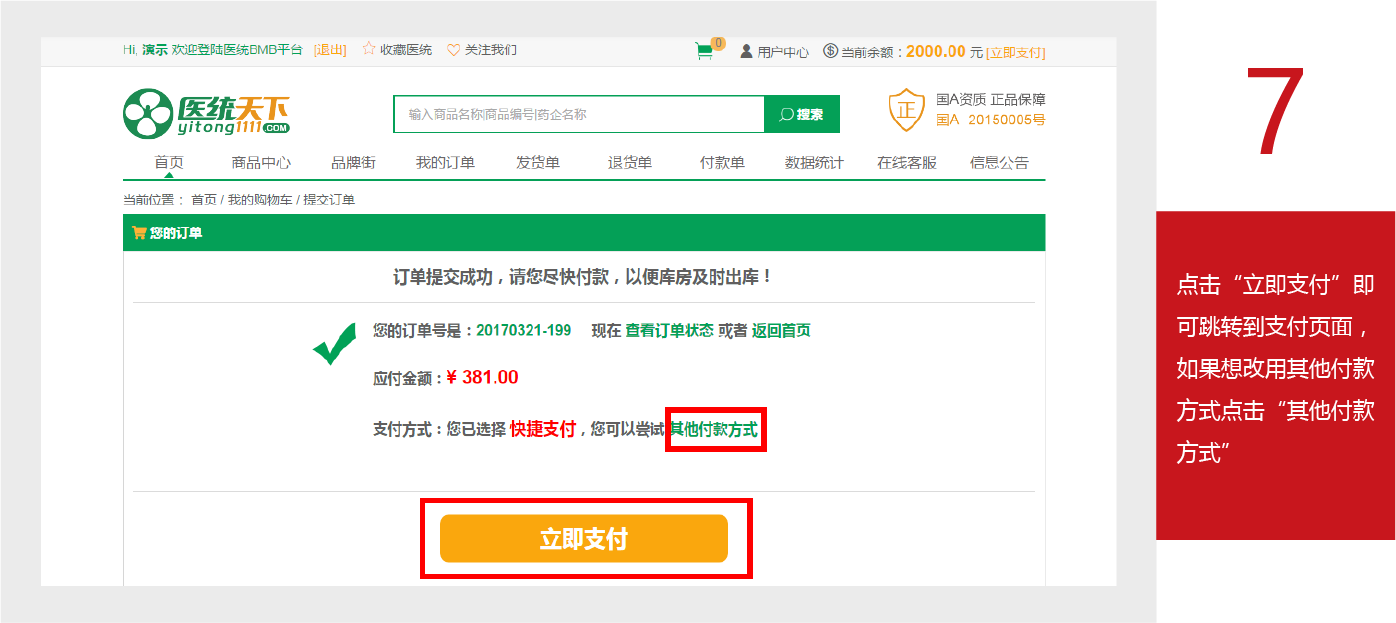 Hi, 演示 欢迎登陆医统BMB平台 [退出] 收藏医统 关注我们
0 用户中心 当前余额：2000.00 元 [立即支付]
医统天下
yitong1111.COM
输入商品名称|商品编号|药企名称
搜索
正
国A资质 正品保障
国A 20150005号
首页 商品中心 品牌街 我的订单 发货单 退货单 付款单 数据统计 在线客服 信息公告
当前位置： 首页 / 我的购物车 / 提交订单
您的订单
订单提交成功，请您尽快付款，以便库房及时出库！
您的订单号是：20170321-199 现在 查看订单状态 或者 返回首页
应付金额：¥ 381.00
支付方式：您已选择 快捷支付，您可以尝试 其他付款方式
立即支付
7
点击“立即支付”即
可跳转到支付页面，
如果想改用其他付款
方式点击“其他付款
方式”